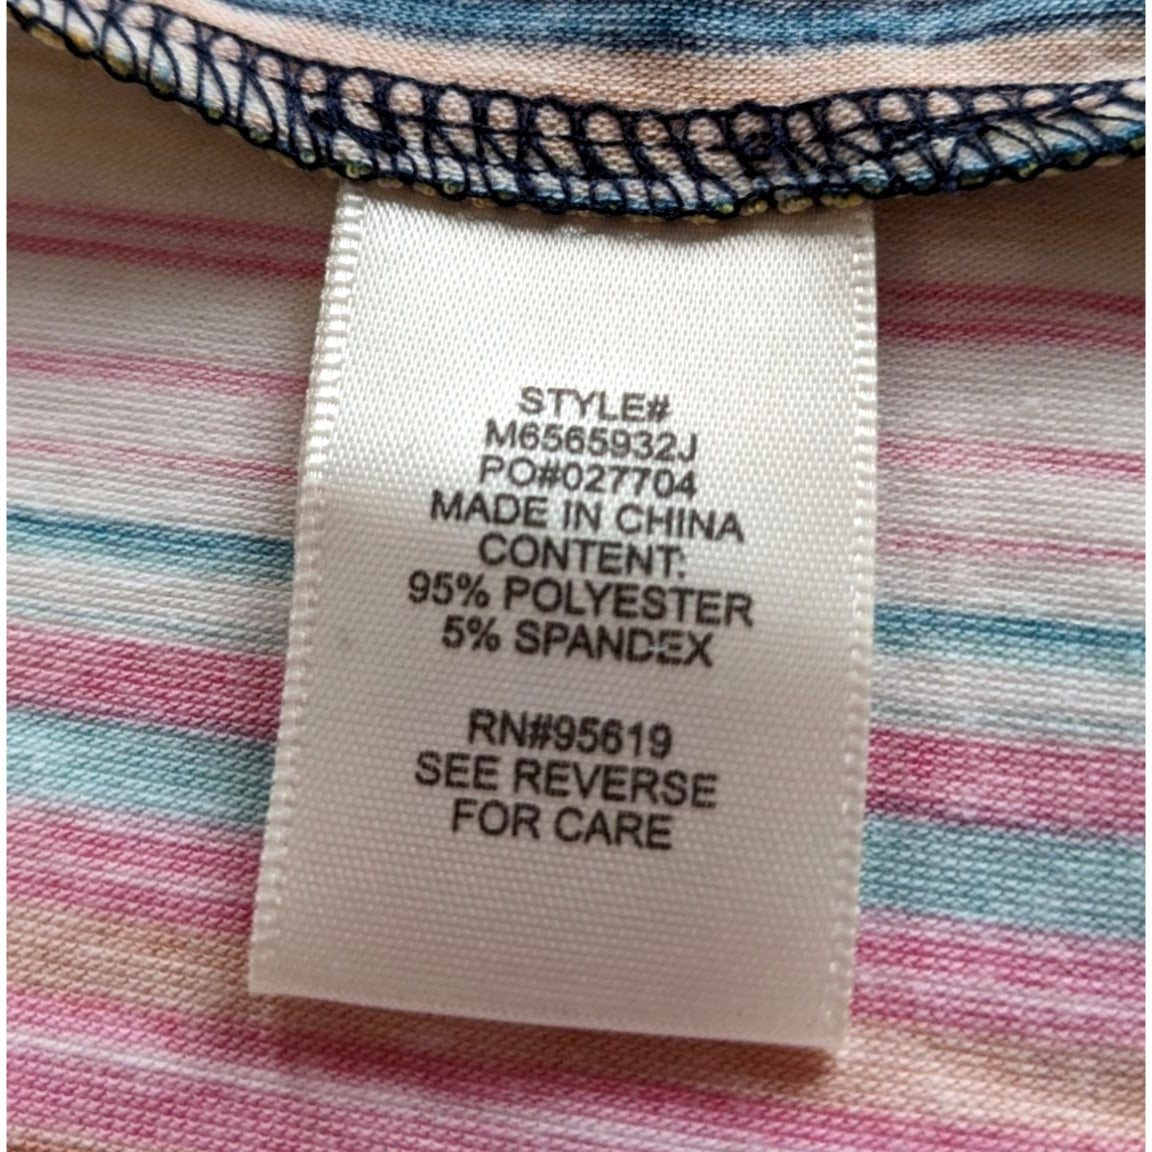 STYLE#
M6565932J
PO#027704
MADE IN CHINA
CONTENT:
95% POLYESTER
5% SPANDEX
RN#95619
SEE REVERSE
FOR CARE